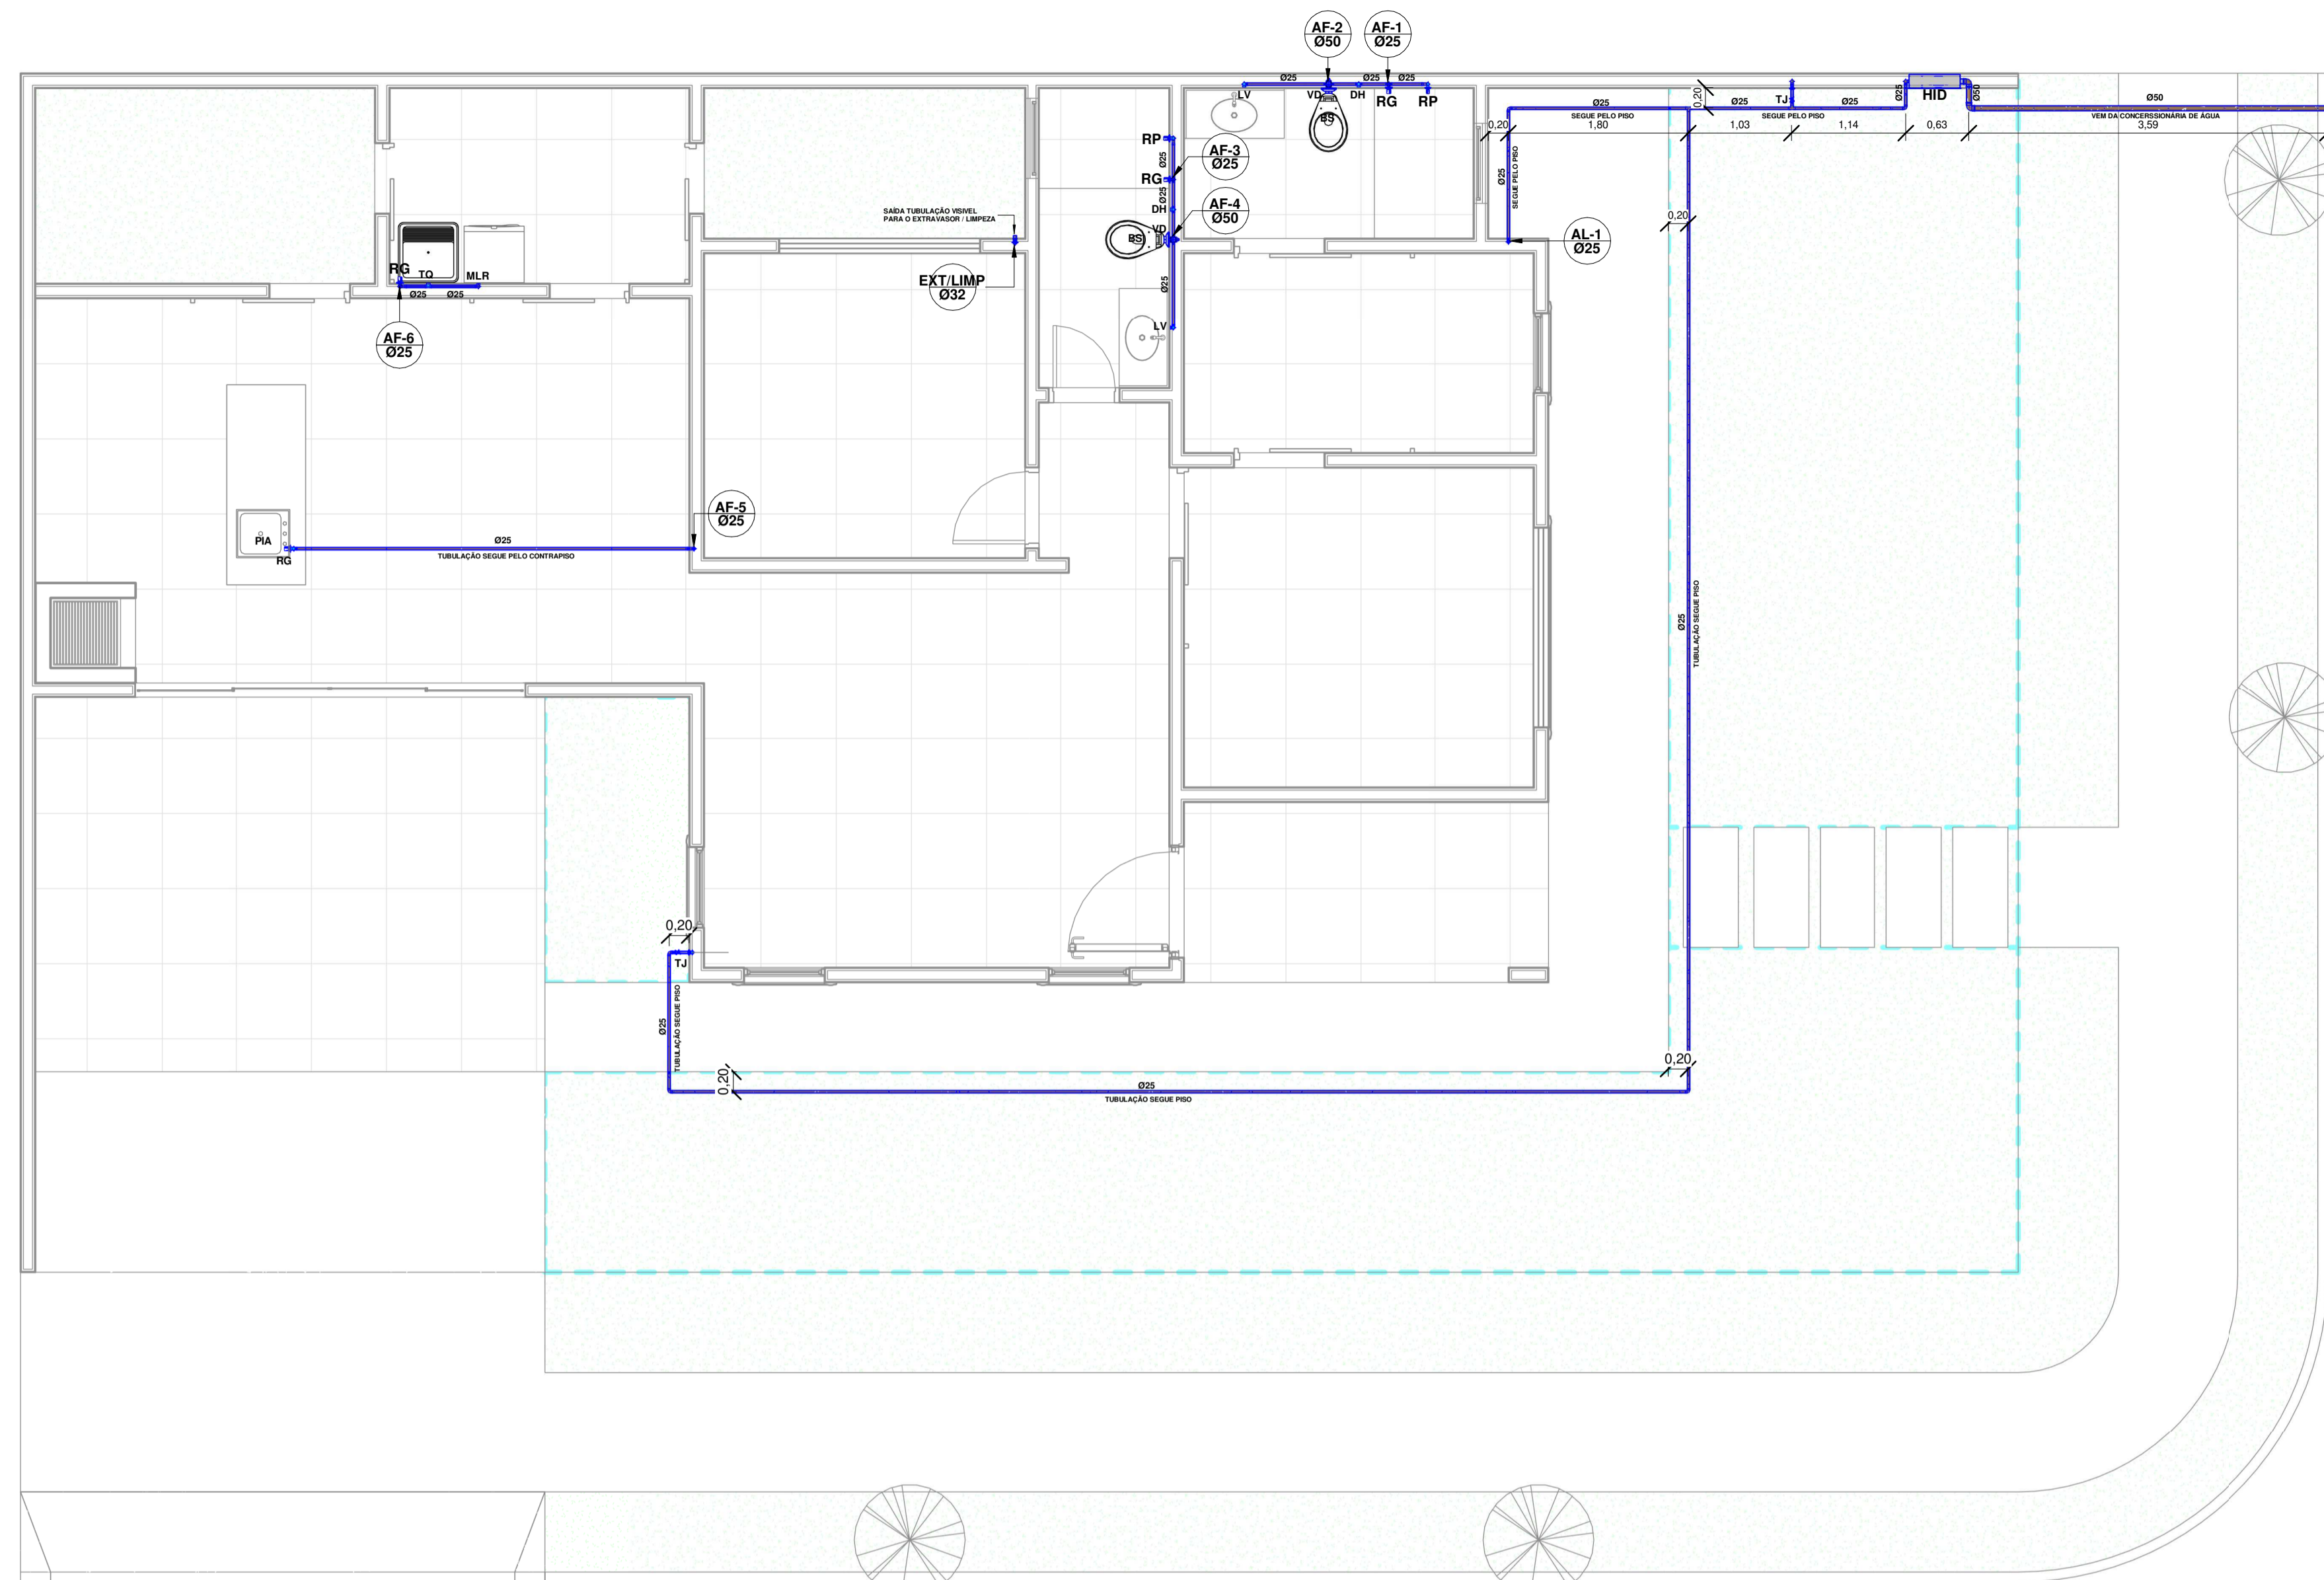 AF-2
Ø50
AF-1
Ø25
Ø25
Ø25
Ø25
LV
VD
DH
RG
RP
BS
0,20
Ø25
SEGUE PELO PISO
0,20
1,80
Ø25
TJ
Ø25
SEGUE PELO PISO
1,03
1,14
Ø25
HID
Ø50
0,63
Ø50
VEM DA CONCERSSIONÁRIA DE ÁGUA
3,59
RP
Ø25
AF-3
Ø25
RG
Ø25
DH
AF-4
Ø50
VD
BS
Ø25
LV
Ø25
SEGUE PELO PISO
AL-1
Ø25
0,20
SAÍDA TUBULAÇÃO VISIVEL
PARA O EXTRAVASOR / LIMPEZA
EXT/LIMP
Ø32
RG
TQ
MLR
Ø25
Ø25
AF-6
Ø25
AF-5
Ø25
PIA
RG
Ø25
TUBULAÇÃO SEGUE PELO CONTRAPISO
Ø25
TUBULAÇÃO SEGUE PISO
0,20
TJ
Ø25
TUBULAÇÃO SEGUE PISO
0,20
0,20
Ø25
TUBULAÇÃO SEGUE PISO